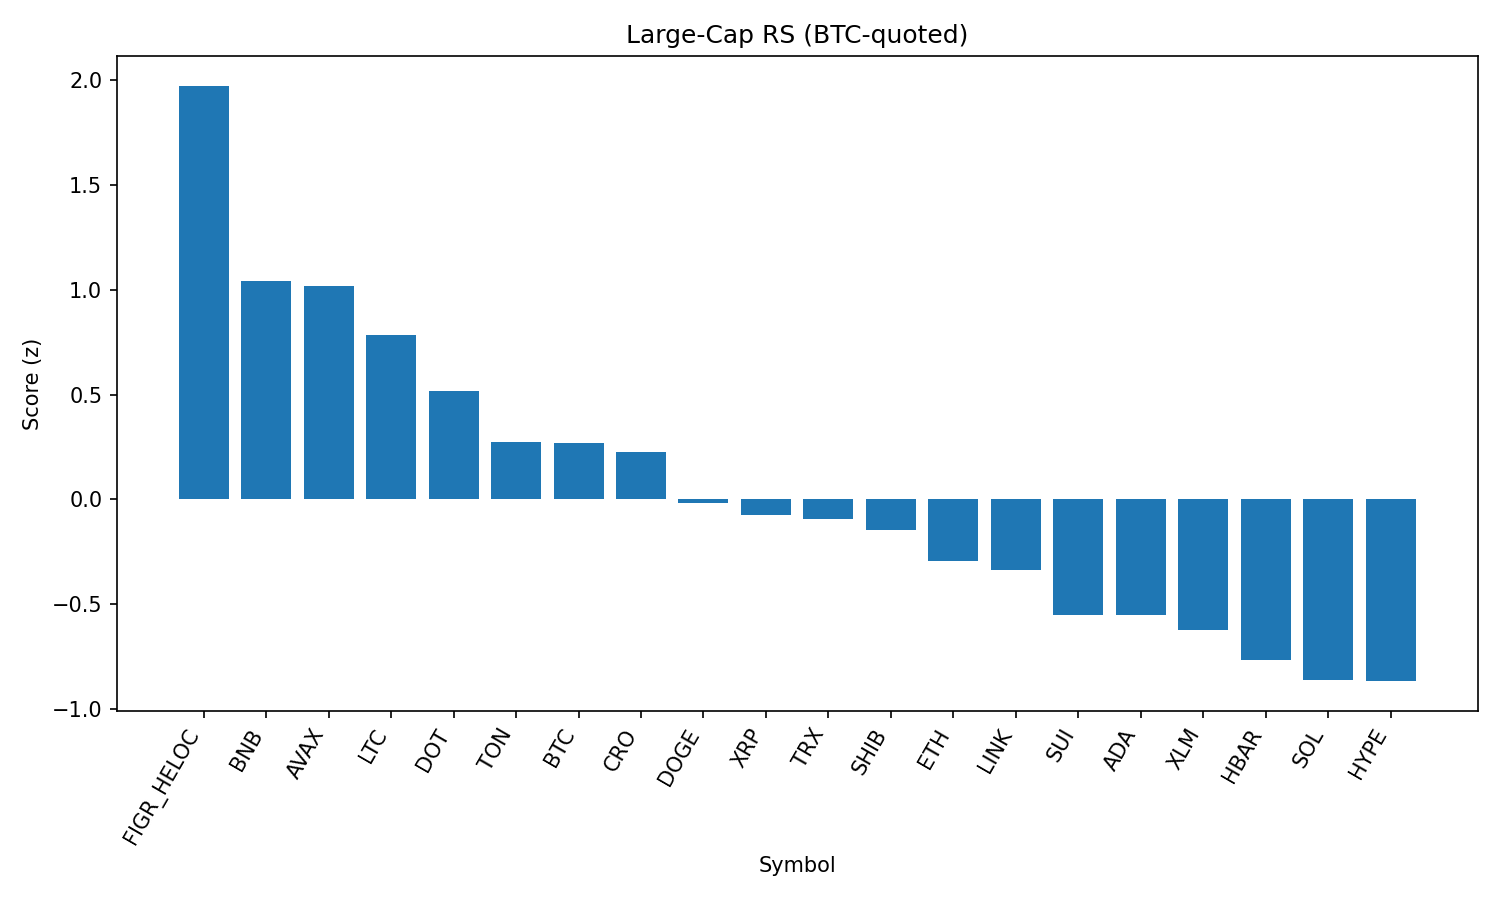 Large-Cap RS (BTC-quoted)
Score (z)
2.0
1.5
1.0
0.5
0.0
−0.5
−1.0
FIGR_HELOC
BNB
AVAX
LTC
DOT
TON
BTC
CRO
DOGE
XRP
TRX
SHIB
ETH
LINK
SUI
ADA
XLM
HBAR
SOL
HYPE
Symbol